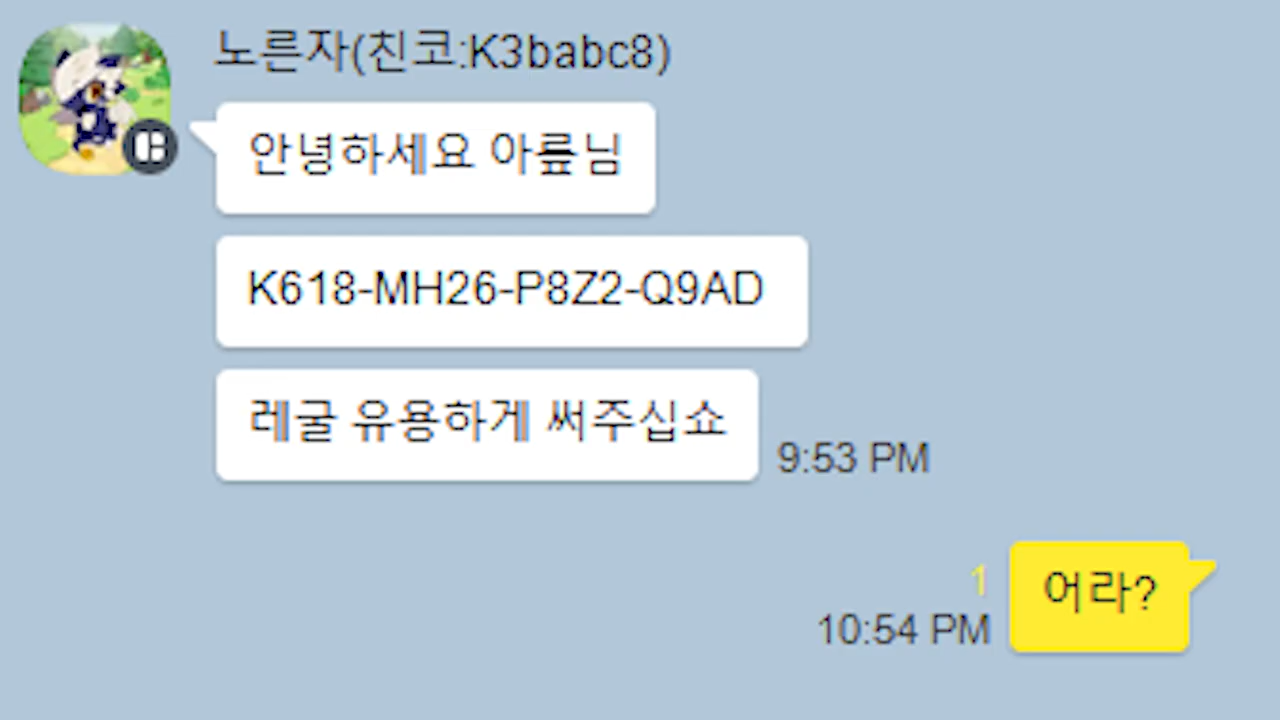 노른자(친코:K3babc8)
안녕하세요 아릎님
K618-MH26-P8Z2-Q9AD
레굴 유용하게 써주십쇼
9:53 PM
1
10:54 PM
어라?